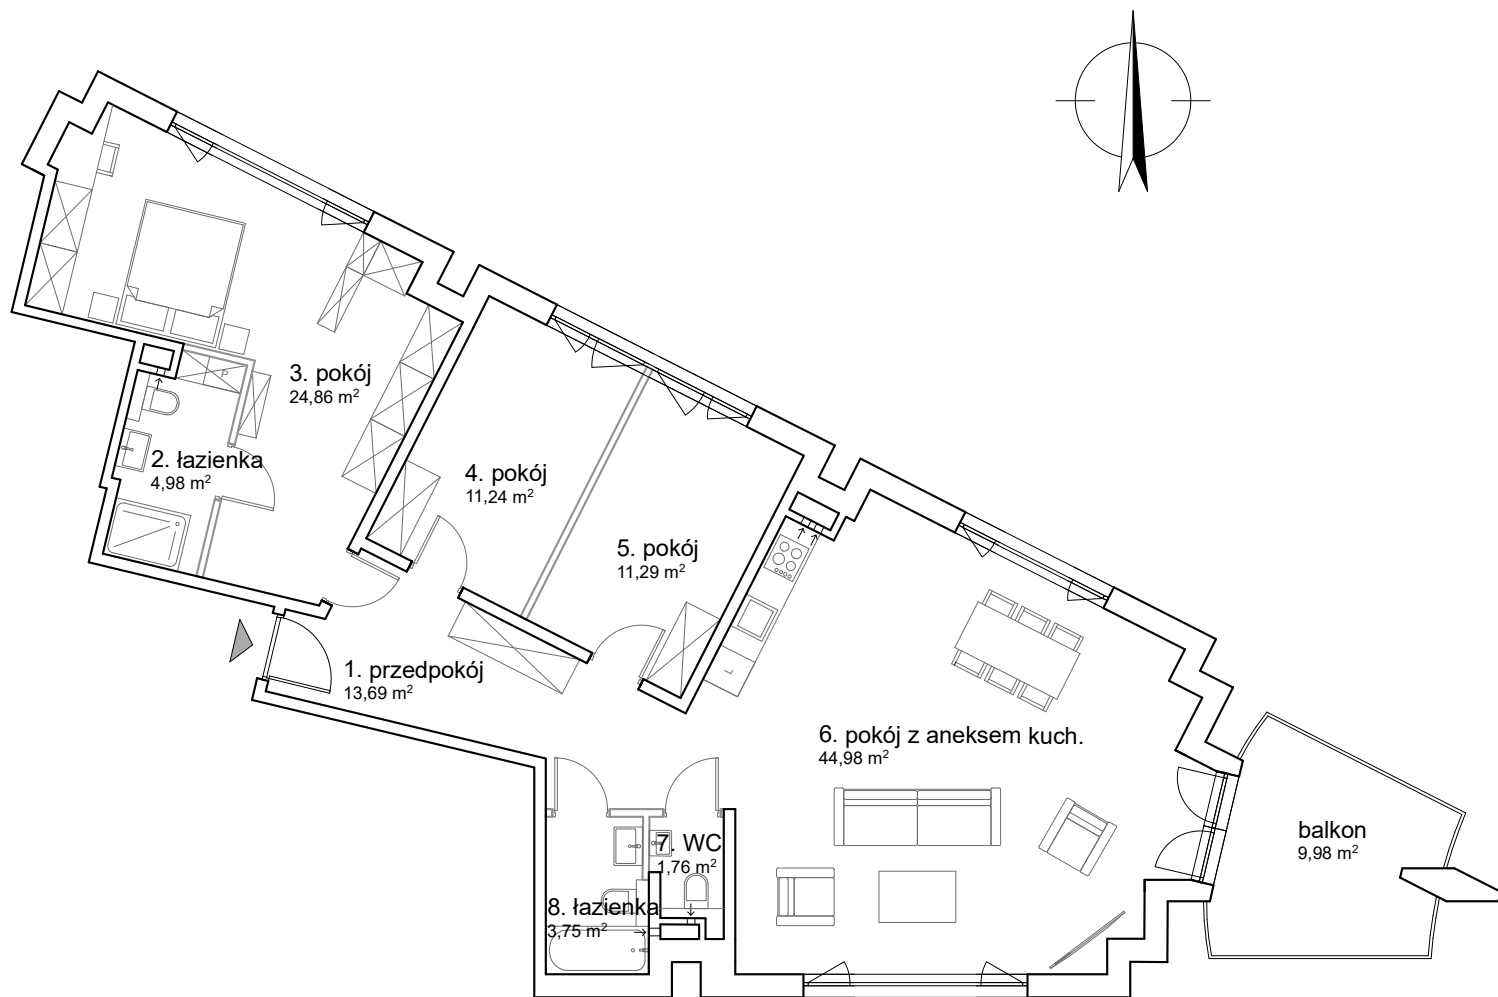 3. pokój
24,86 m²
P
2. łazienka
4,98 m²
4. pokój
11,24 m²
5. pokój
11,29 m²
1. przedpokój
13,69 m²
L
6. pokój z aneksem kuch.
44,98 m²
7. WC
1,76 m²
8. łazienka
3,75 m²
balkon
9,98 m²